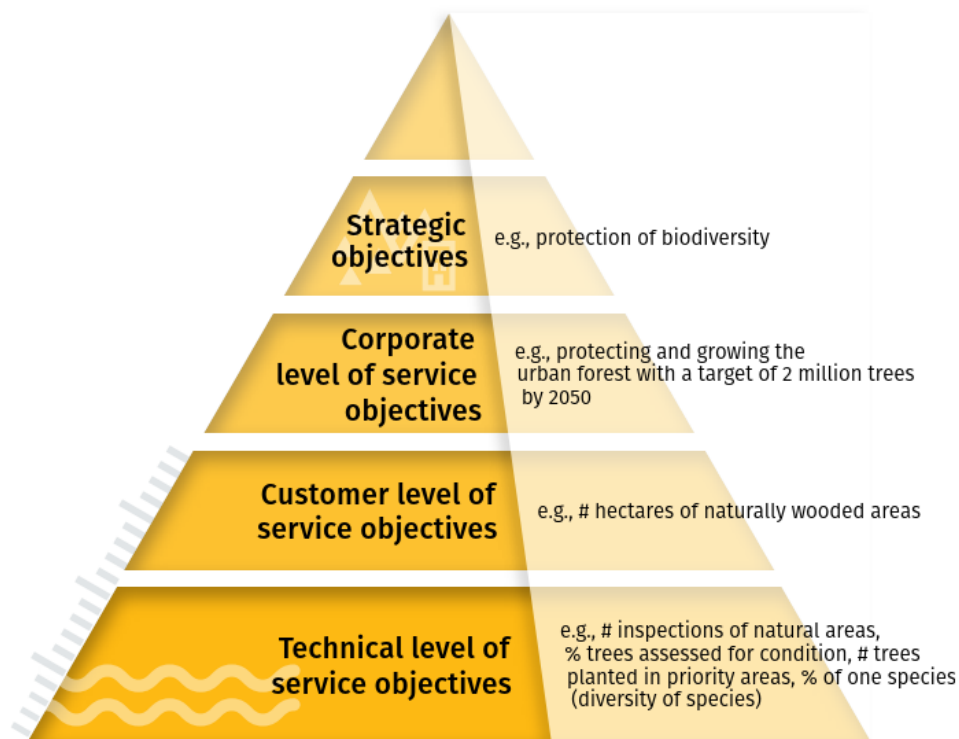 Strategic
objectives
e.g., protection of biodiversity
Corporate
level of service
objectives
e.g., protecting and growing the
urban forest with a target of 2 million trees
by 2050
Customer level of
service objectives
e.g., # hectares of naturally wooded areas
Technical level of
service objectives
e.g., # inspections of natural areas,
% trees assessed for condition, # trees
planted in priority areas, % of one species
(diversity of species)